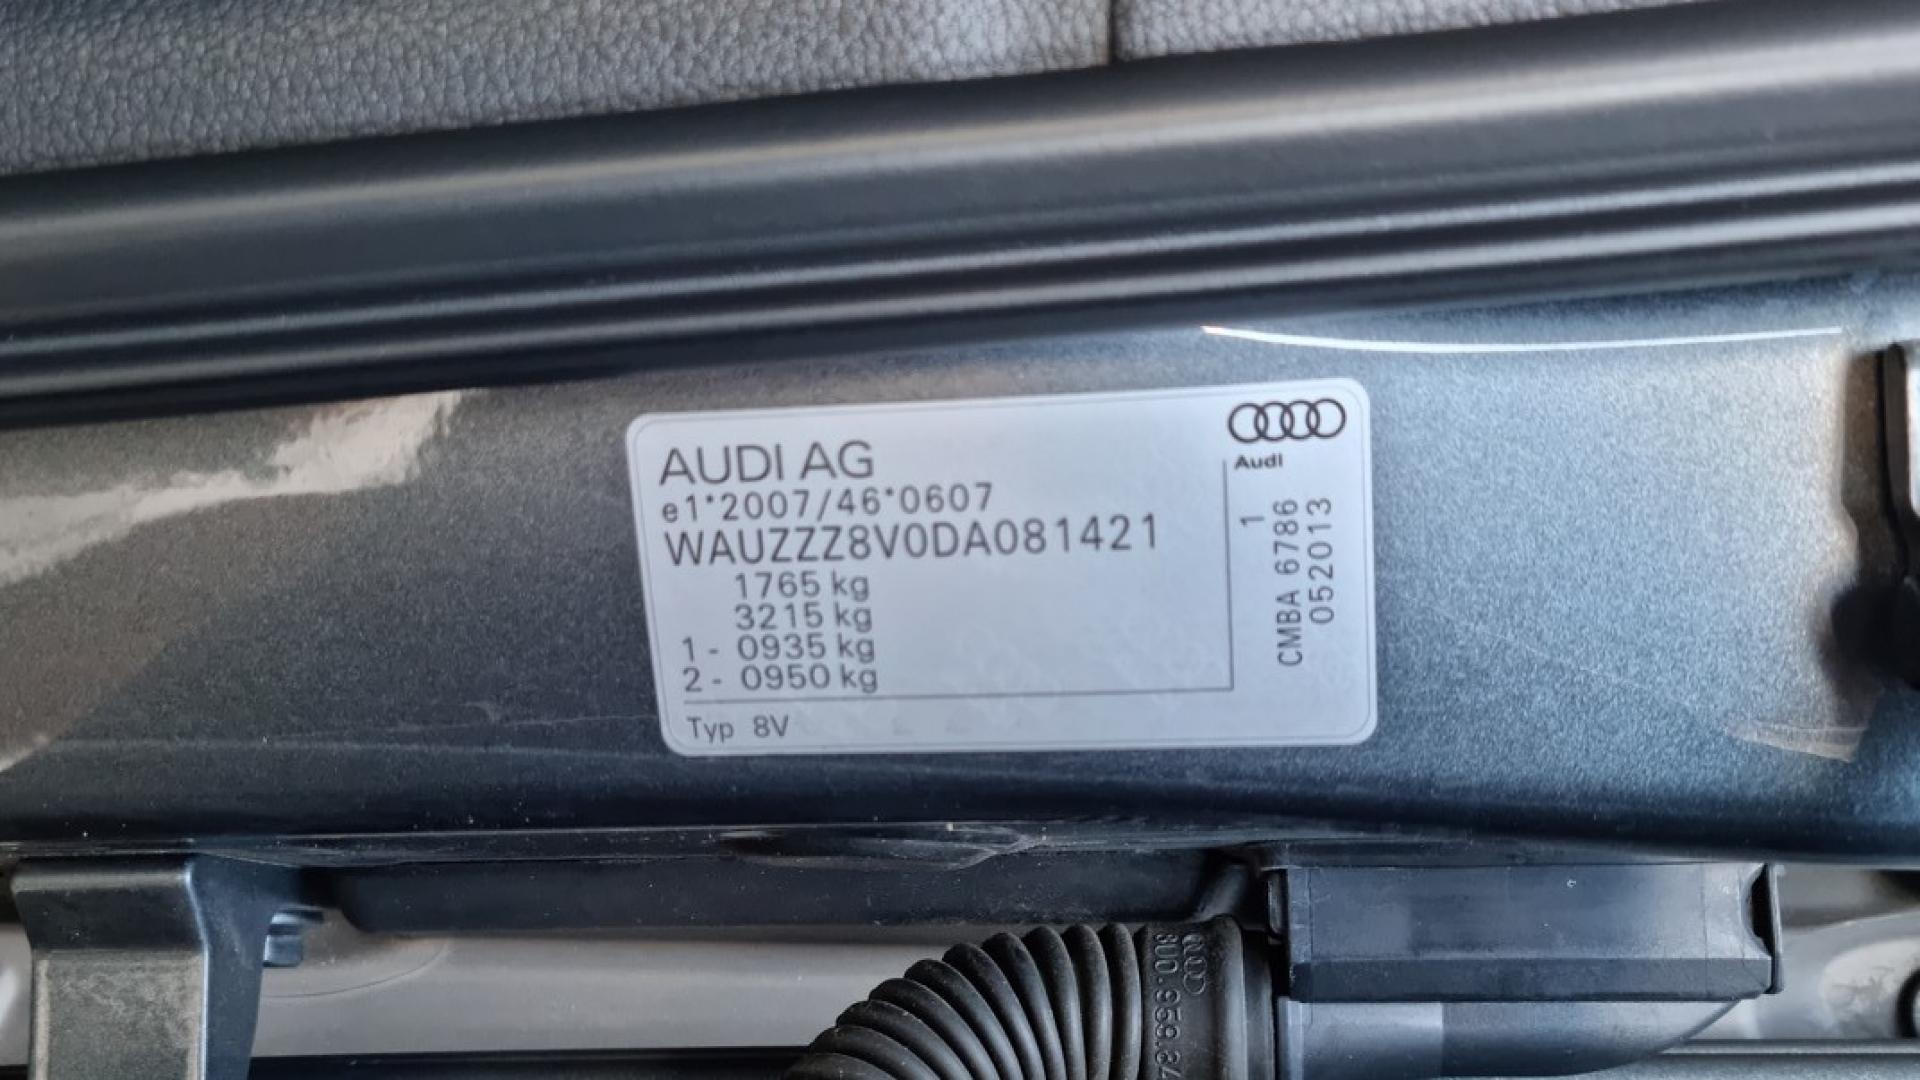 AUDI AG
e1*2007/46*0607
WAUZZZ8V0DA081421
1765 kg
3215 kg
1 - 0935 kg
2 - 0950 kg
Typ 8V
Audi
1
CMBA 6786
0522013